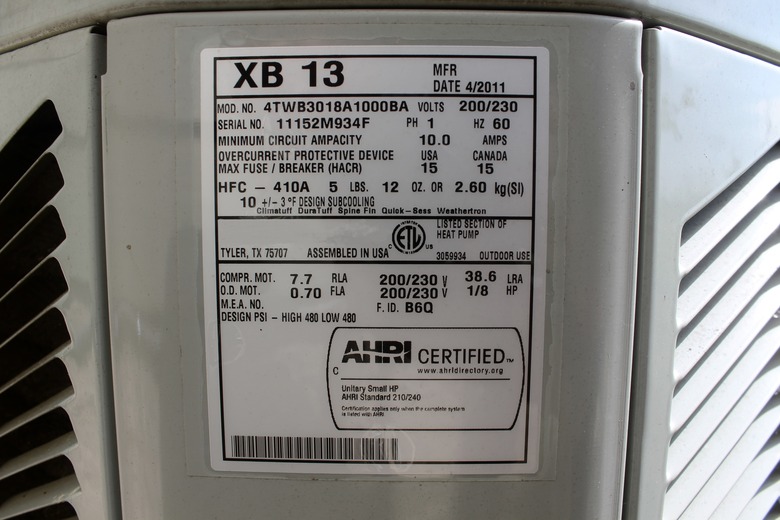 XB 13 MFR
DATE 4/2011
MOD. NO. 4TWB3018A1000BA VOLTS 200/230
SERIAL NO. 11152M934F PH 1 HZ 60
MINIMUM CIRCUIT AMPACITY 10.0 AMPS
OVERCURRENT PROTECTIVE DEVICE USA CANADA
MAX FUSE / BREAKER (HACR) 15 15
HFC - 410A 5 LBS. 12 OZ. OR 2.60 kg(SI)
10 +/- 3 °F DESIGN SUBCOOLING
Climatuff DuraTuff Spine Fin Quick-Sess Weathertron
LISTED SECTION OF
HEAT PUMP
C ETL US
TYLER, TX 75707 ASSEMBLED IN USA 3059934 OUTDOOR USE
COMPR. MOT. 7.7 RLA 200/230 V 38.6 LRA
O.D. MOT. 0.70 FLA 200/230 V 1/8 HP
M.E.A. NO. F. ID. B6Q
DESIGN PSI - HIGH 480 LOW 480
AHRI CERTIFIED™
C www.ahridirectory.org
Unitary Small HP
AHRI Standard 210/240
Certification applies only when the complete system
is listed with AHRI.